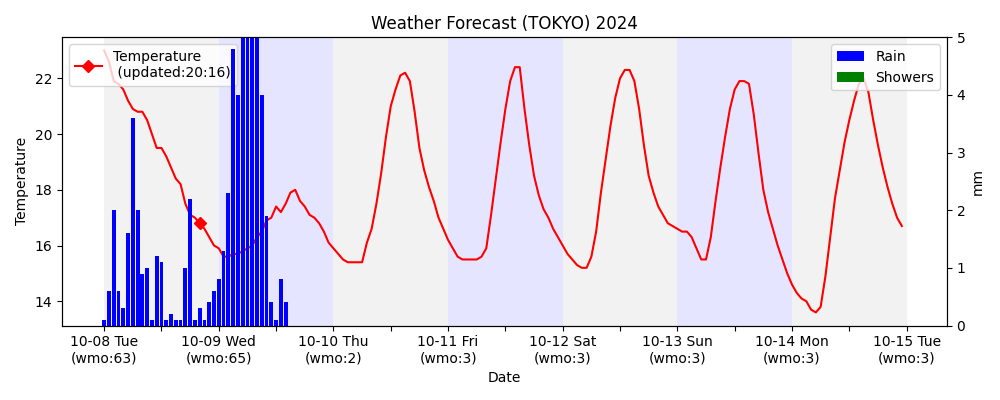 Weather Forecast (TOKYO) 2024
Temperature
(updated:20:16)
Rain
Showers
Temperature
22
20
18
16
14
5
4
3
2
1
0
mm
10-08 Tue
(wmo:63)
10-09 Wed
(wmo:65)
10-10 Thu
(wmo:2)
10-11 Fri
(wmo:3)
10-12 Sat
(wmo:3)
10-13 Sun
(wmo:3)
10-14 Mon
(wmo:3)
10-15 Tue
(wmo:3)
Date